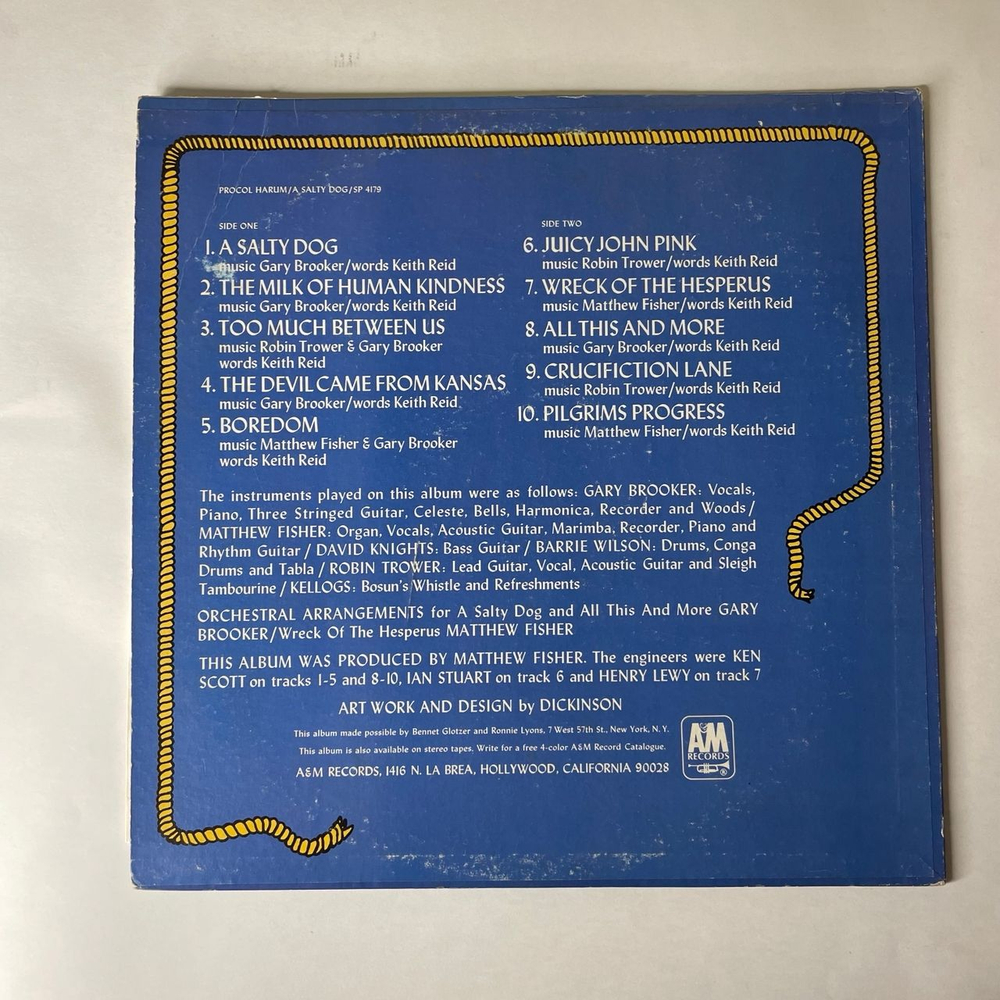 PROCOL HARUM/A SALTY DOG/SP 4179
SIDE ONE
1. A SALTY DOG
music Gary Brooker/words Keith Reid
2. THE MILK OF HUMAN KINDNESS
music Gary Brooker/words Keith Reid
3. TOO MUCH BETWEEN US
music Robin Trower & Gary Brooker
words Keith Reid
4. THE DEVIL CAME FROM KANSAS
music Gary Brooker/words Keith Reid
5. BOREDOM
music Matthew Fisher & Gary Brooker
words Keith Reid
SIDE TWO
6. JUICY JOHN PINK
music Robin Trower/words Keith Reid
7. WRECK OF THE HESPERUS
music Matthew Fisher/words Keith Reid
8. ALL THIS AND MORE
music Gary Brooker/words Keith Reid
9. CRUCIFICTION LANE
music Robin Trower/words Keith Reid
10. PILGRIMS PROGRESS
music Matthew Fisher/words Keith Reid
The instruments played on this album were as follows: GARY BROOKER: Vocals,
Piano, Three Stringed Guitar, Celeste, Bells, Harmonica, Recorder and Woods/
MATTHEW FISHER: Organ, Vocals, Acoustic Guitar, Marimba, Recorder, Piano and
Rhythm Guitar / DAVID KNIGHTS: Bass Guitar / BARRIE WILSON: Drums, Conga
Drums and Tabla / ROBIN TROWER: Lead Guitar, Vocal, Acoustic Guitar and Sleigh
Tambourine / KELLOGS: Bosun's Whistle and Refreshments
ORCHESTRAL ARRANGEMENTS for A Salty Dog and All This And More GARY
BROOKER/Wreck Of The Hesperus MATTHEW FISHER
THIS ALBUM WAS PRODUCED BY MATTHEW FISHER. The engineers were KEN
SCOTT on tracks 1-5 and 8-10, IAN STUART on track 6 and HENRY LEWY on track 7
ART WORK AND DESIGN by DICKINSON
This album made possible by Bennet Glotzer and Ronnie Lyons, 7 West 57th St., New York, N.Y.
This album is also available on stereo tapes. Write for a free 4-color A&M Record Catalogue.
A&M RECORDS, 1416 N. LA BREA, HOLLYWOOD, CALIFORNIA 90028
AM
RECORDS
®